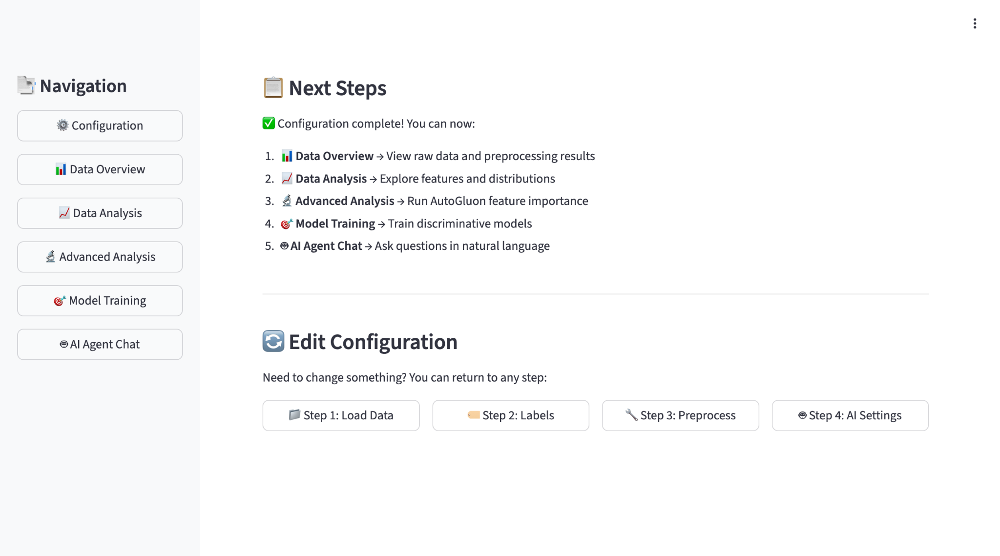 Navigation
⚙️ Configuration
📊 Data Overview
📈 Data Analysis
🔬 Advanced Analysis
🎯 Model Training
AI Agent Chat
📋 Next Steps
✅ Configuration complete! You can now:
1. 📊 Data Overview → View raw data and preprocessing results
2. 📈 Data Analysis → Explore features and distributions
3. 🔬 Advanced Analysis → Run AutoGluon feature importance
4. 🎯 Model Training → Train discriminative models
5. AI Agent Chat → Ask questions in natural language
🔄 Edit Configuration
Need to change something? You can return to any step:
📁 Step 1: Load Data
🏷️ Step 2: Labels
🔧 Step 3: Preprocess
Step 4: AI Settings